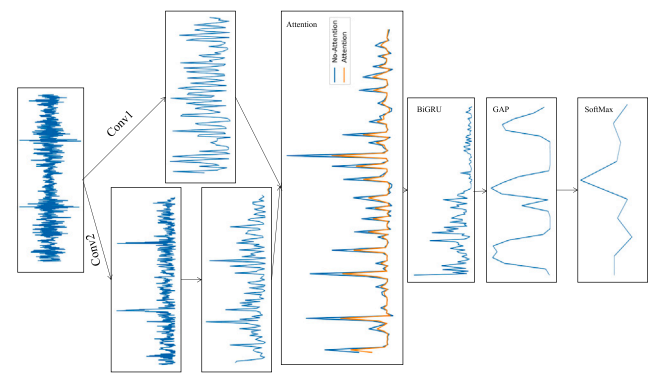 Conv1
Conv2
Attention
No-Attention
Attention
BiGRU
GAP
SoftMax